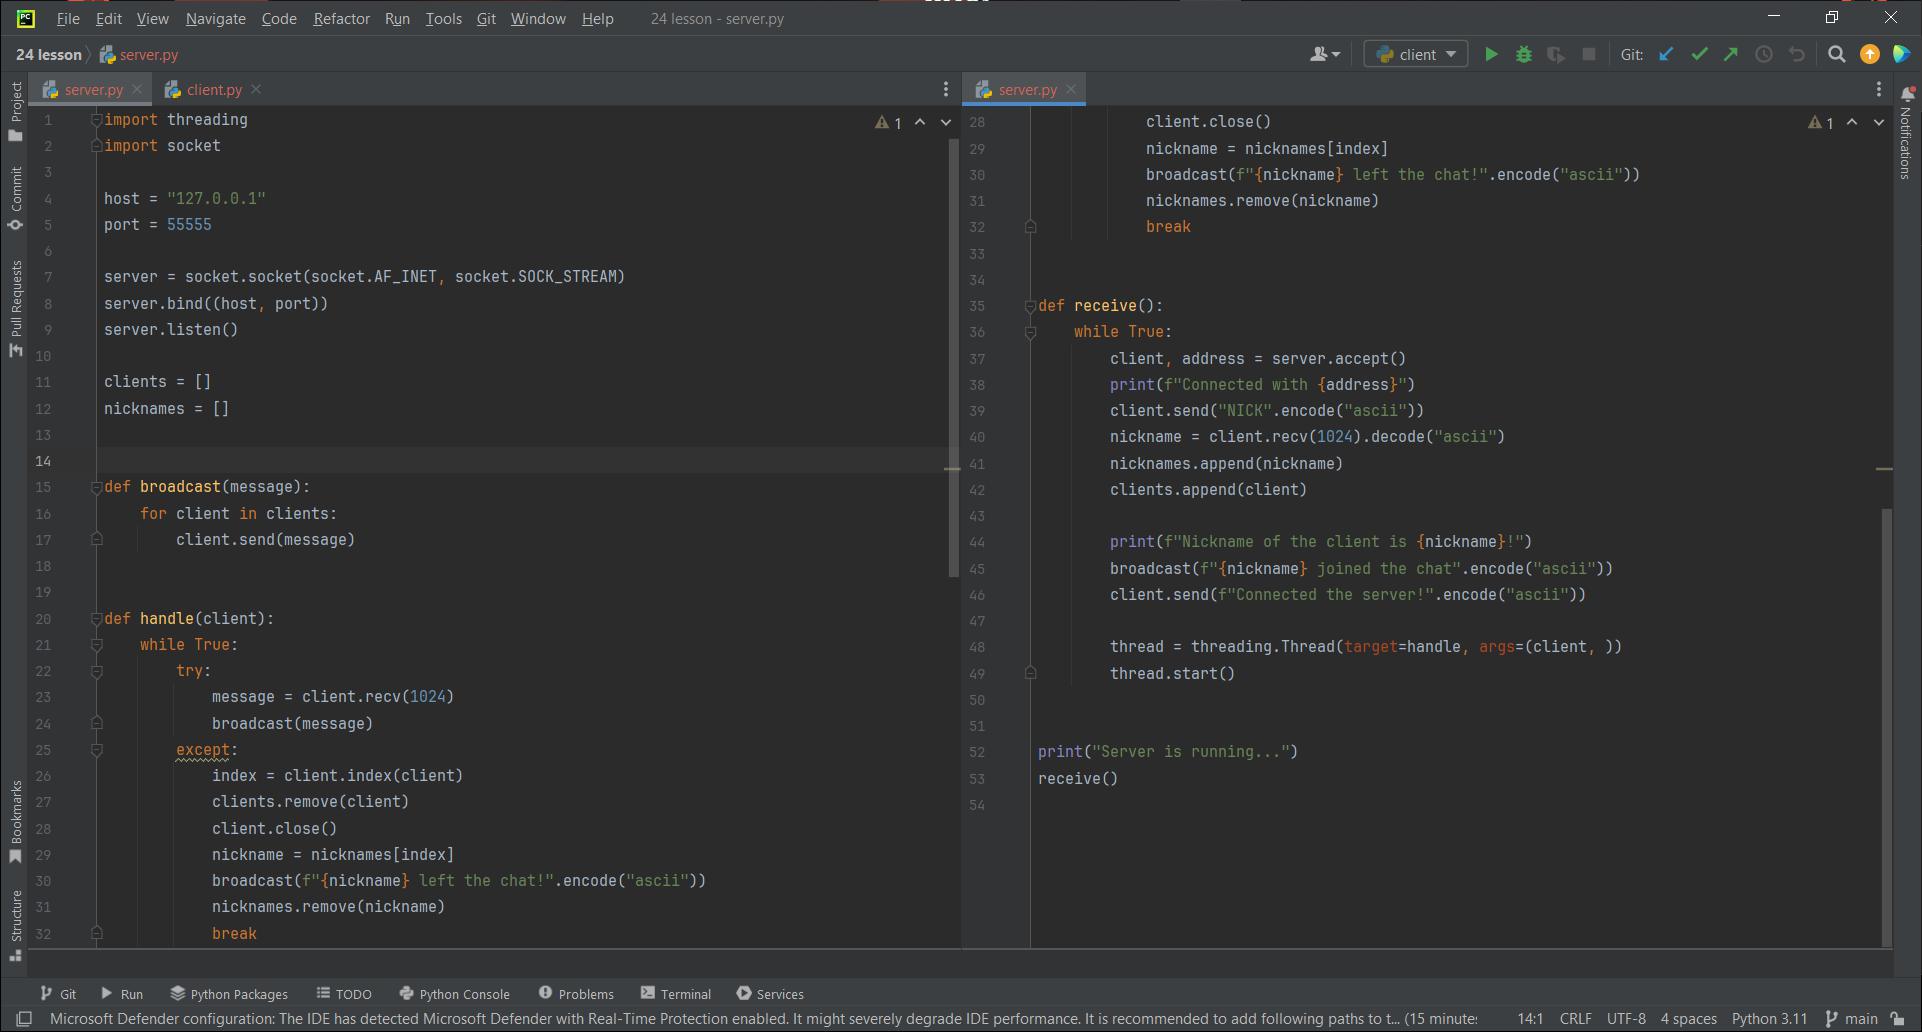 PC File Edit View Navigate Code Refactor Run Tools Git Window Help 24 lesson - server.py
24 lesson server.py client Git:
server.py client.py server.py
Project
Commit
Pull Requests
Bookmarks
Structure
Notifications
1 import threading
2 import socket
3
4 host = "127.0.0.1"
5 port = 55555
6
7 server = socket.socket(socket.AF_INET, socket.SOCK_STREAM)
8 server.bind((host, port))
9 server.listen()
10
11 clients = []
12 nicknames = []
13
14
15 def broadcast(message):
16 for client in clients:
17 client.send(message)
18
19
20 def handle(client):
21 while True:
22 try:
23 message = client.recv(1024)
24 broadcast(message)
25 except:
26 index = client.index(client)
27 clients.remove(client)
28 client.close()
29 nickname = nicknames[index]
30 broadcast(f"{nickname} left the chat!".encode("ascii"))
31 nicknames.remove(nickname)
32 break
1
28 client.close()
29 nickname = nicknames[index]
30 broadcast(f"{nickname} left the chat!".encode("ascii"))
31 nicknames.remove(nickname)
32 break
33
34
35 def receive():
36 while True:
37 client, address = server.accept()
38 print(f"Connected with {address}")
39 client.send("NICK".encode("ascii"))
40 nickname = client.recv(1024).decode("ascii")
41 nicknames.append(nickname)
42 clients.append(client)
43
44 print(f"Nickname of the client is {nickname}!")
45 broadcast(f"{nickname} joined the chat".encode("ascii"))
46 client.send(f"Connected the server!".encode("ascii"))
47
48 thread = threading.Thread(target=handle, args=(client, ))
49 thread.start()
50
51
52 print("Server is running...")
53 receive()
54
1
Git Run Python Packages TODO Python Console Problems Terminal Services
Microsoft Defender configuration: The IDE has detected Microsoft Defender with Real-Time Protection enabled. It might severely degrade IDE performance. It is recommended to add following paths to t... (15 minutes 14:1 CRLF UTF-8 4 spaces Python 3.11 main